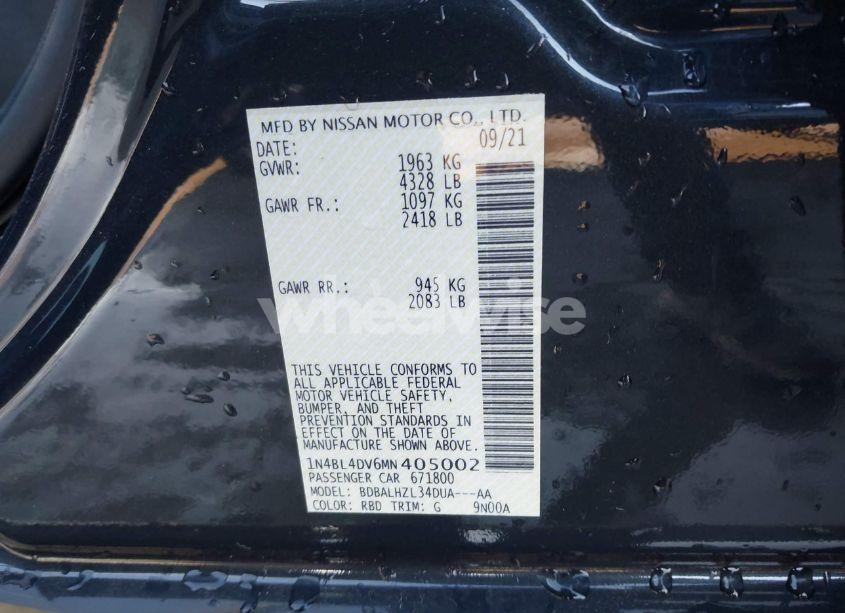 MFD BY NISSAN MOTOR CO., LTD.
DATE: 09/21
GVWR: 1963 KG
4328 LB
GAWR FR.: 1097 KG
2418 LB
GAWR RR.: 945 KG
2083 LB
wheelwise
THIS VEHICLE CONFORMS TO
ALL APPLICABLE FEDERAL
MOTOR VEHICLE SAFETY,
BUMPER, AND THEFT
PREVENTION STANDARDS IN
EFFECT ON THE DATE OF
MANUFACTURE SHOWN ABOVE.
1N4BL4DV6MN405002
PASSENGER CAR 671800
MODEL: BDBALHZL34DUA---AA
COLOR: RBD TRIM: G 9N00A